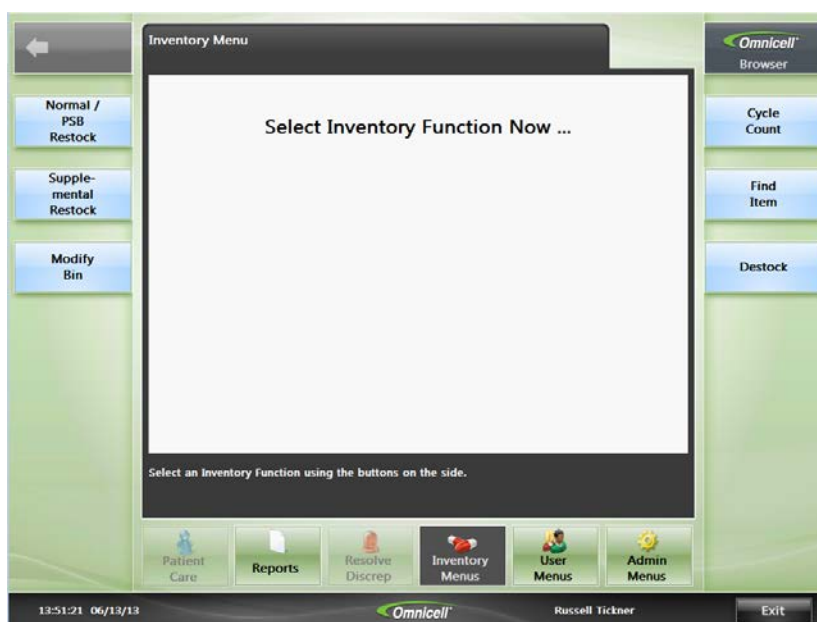 Inventory Menu
Omnicell
Browser
Normal /
PSB
Restock
Supple-
mental
Restock
Modify
Bin
Select Inventory Function Now ...
Cycle
Count
Find
Item
Destock
Select an Inventory Function using the buttons on the side.
Patient
Care
Reports
Resolve
Discrep
Inventory
Menus
User
Menus
Admin
Menus
13:51:21 06/13/13
Omnicell
Russell Tickner
Exit